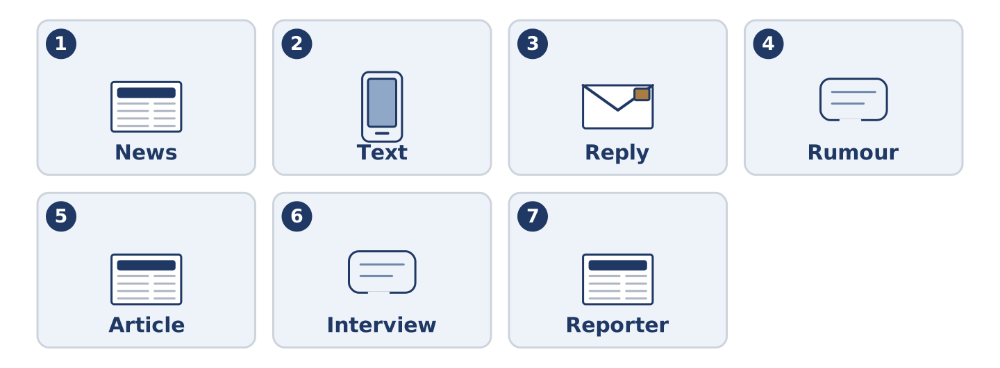 1
News
2
Text
3
Reply
4
Rumour
5
Article
6
Interview
7
Reporter